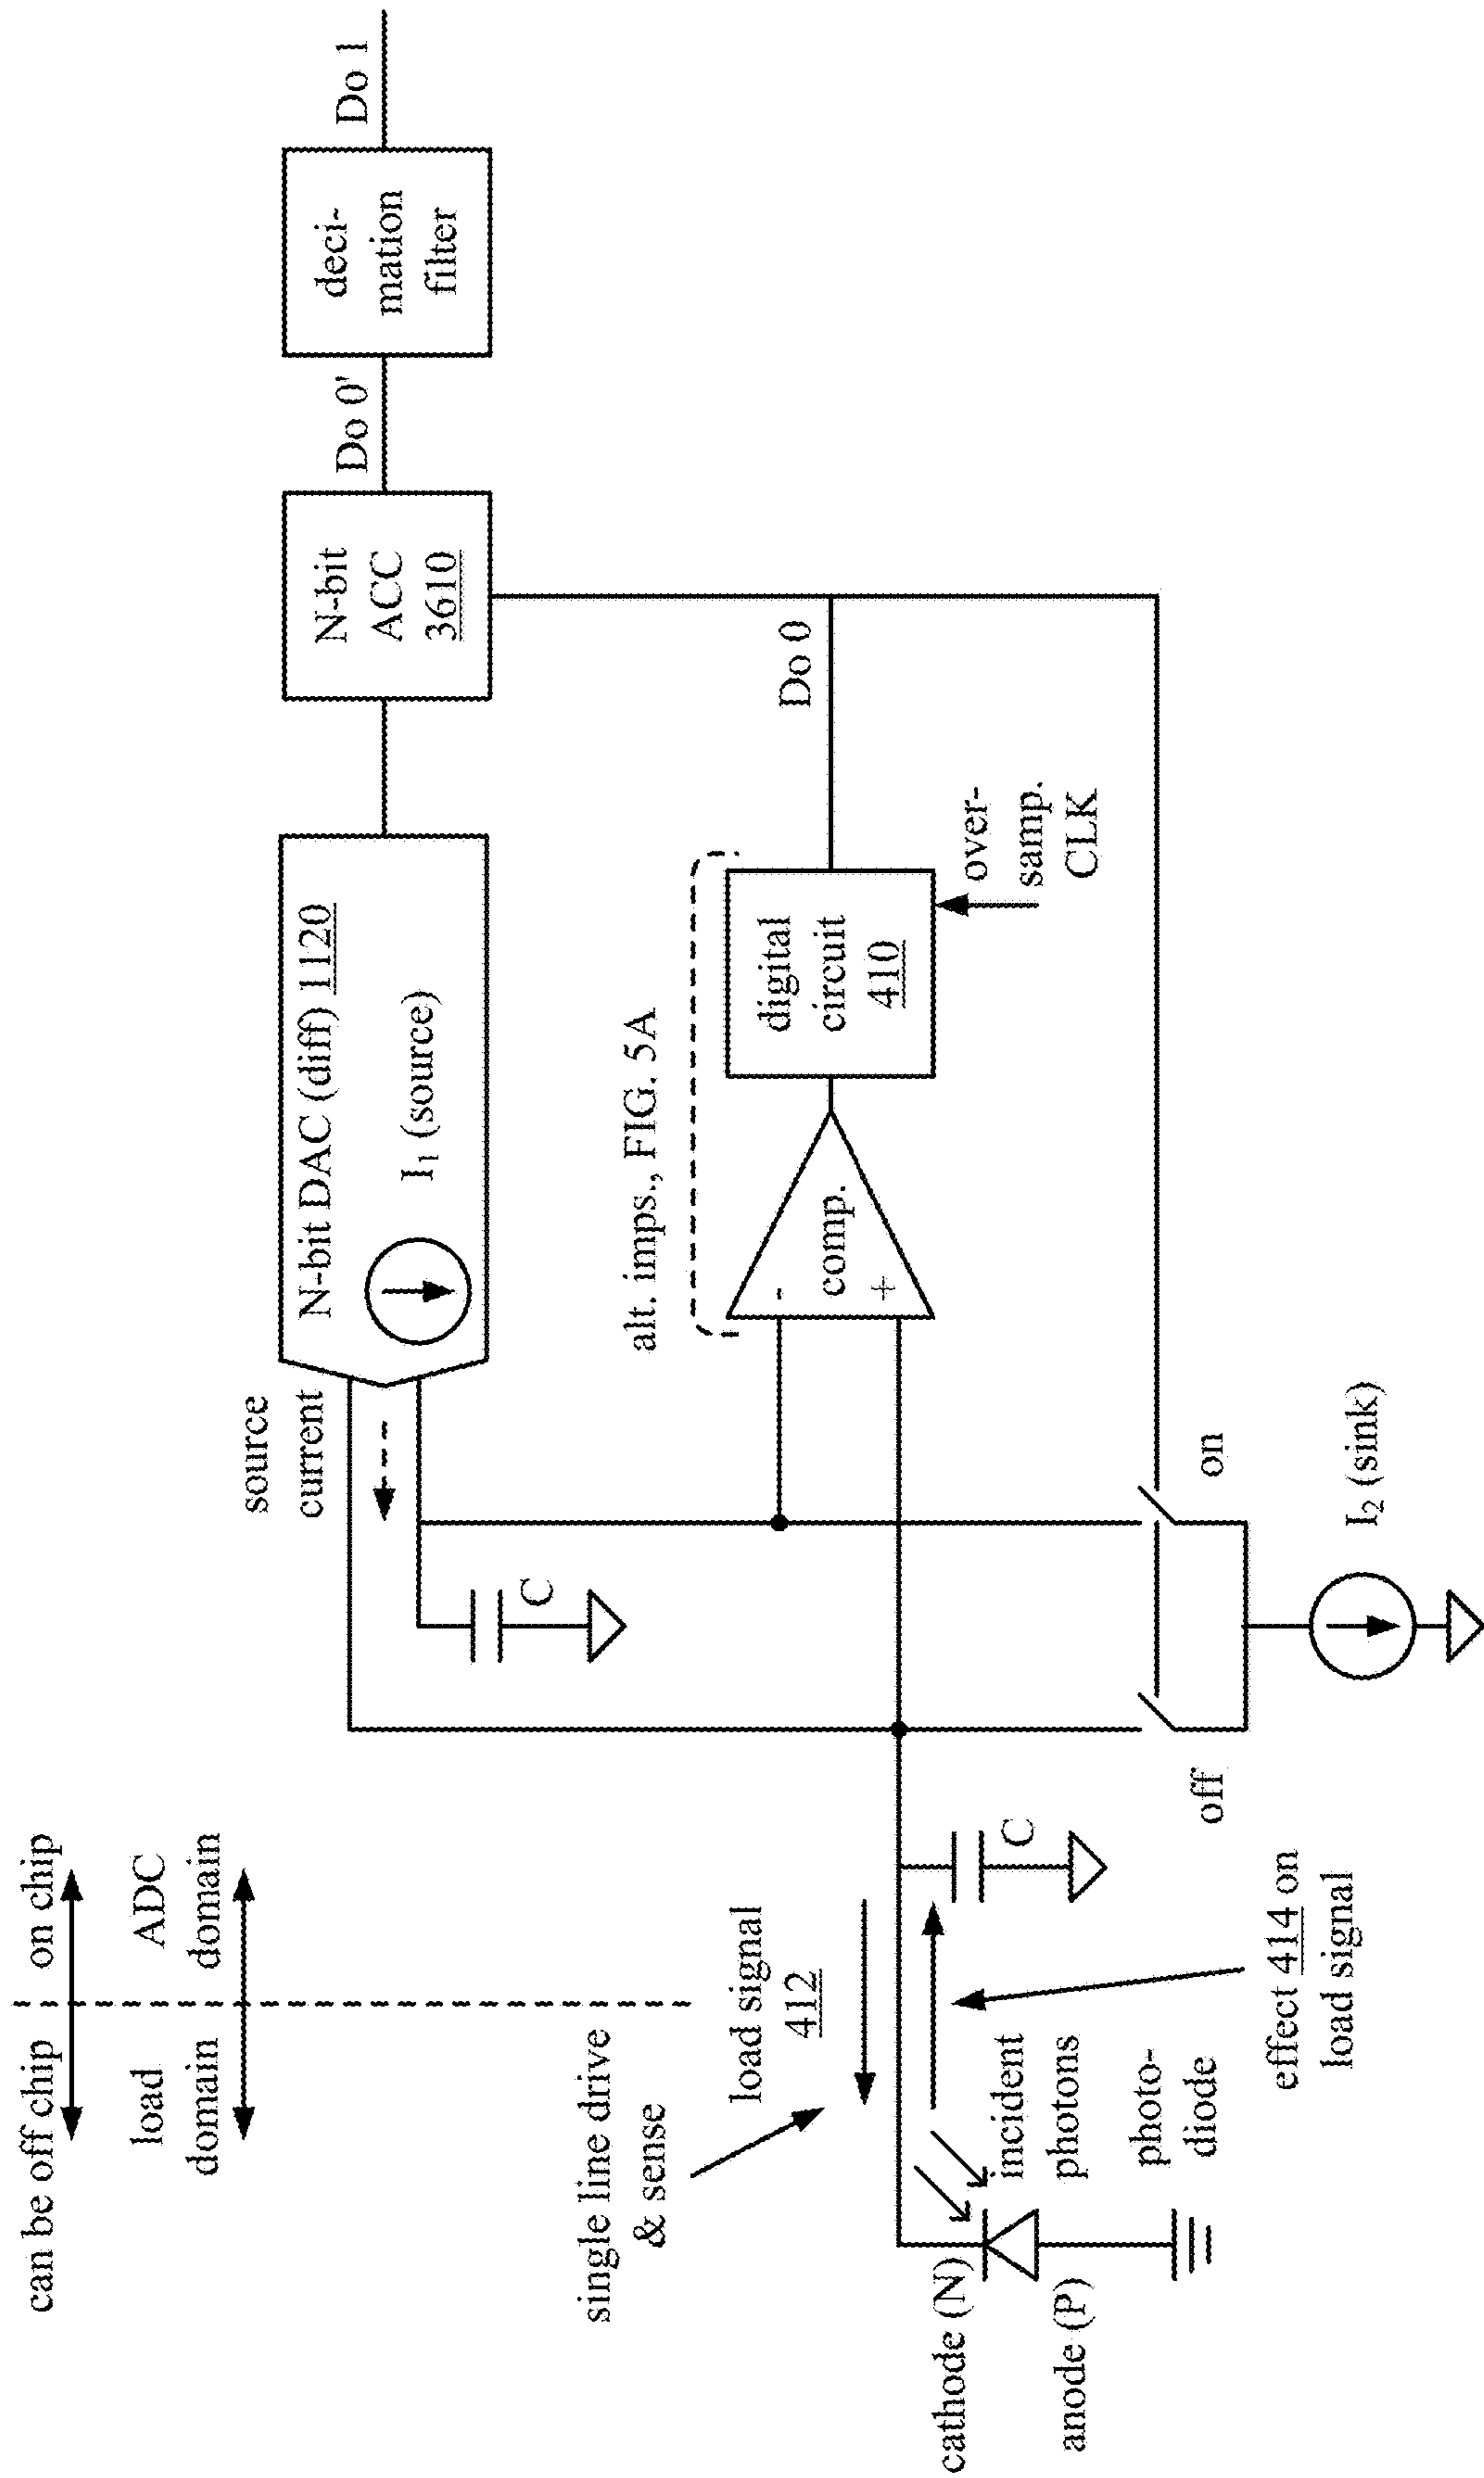 can be off chip
on chip
load
domain
ADC
domain
source
current
N-bit DAC (diff) 1120
I₁ (source)
N-bit
ACC
3610
Do 0'
deci-
mation
filter
Do 1
C
alt. imps., FIG. 5A
-
comp.
+
digital
circuit
410
Do 0
over-
samp.
CLK
single line drive
& sense
load signal
412
C
cathode (N)
anode (P)
incident
photons
photo-
diode
effect 414 on
load signal
off
on
I₂ (sink)